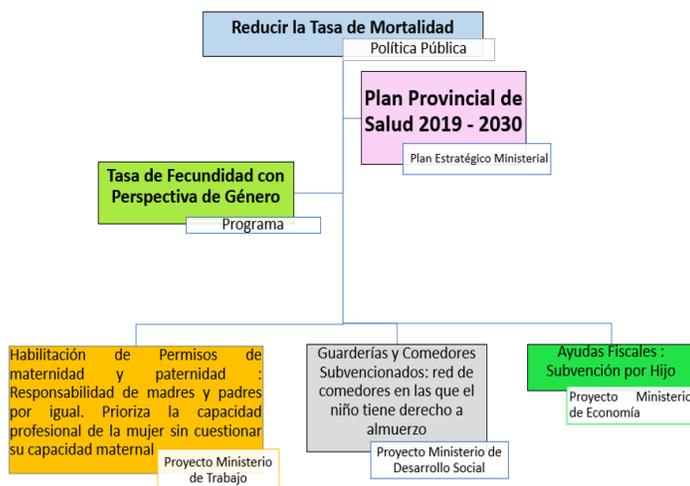 Reducir la Tasa de Mortalidad
Política Pública
Plan Provincial de
Salud 2019 - 2030
Plan Estratégico Ministerial
Tasa de Fecundidad con
Perspectiva de Género
Programa
Habilitación de Permisos de
maternidad y paternidad :
Responsabilidad de madres y padres
por igual. Prioriza la capacidad
profesional de la mujer sin cuestionar
su capacidad maternal
Proyecto Ministerio
de Trabajo
Guarderías y Comedores
Subvencionados: red de
comedores en las que el
niño tiene derecho a
almuerzo
Proyecto Ministerio de
Desarrollo Social
Ayudas Fiscales :
Subvención por Hijo
Proyecto Ministerio
de Economía